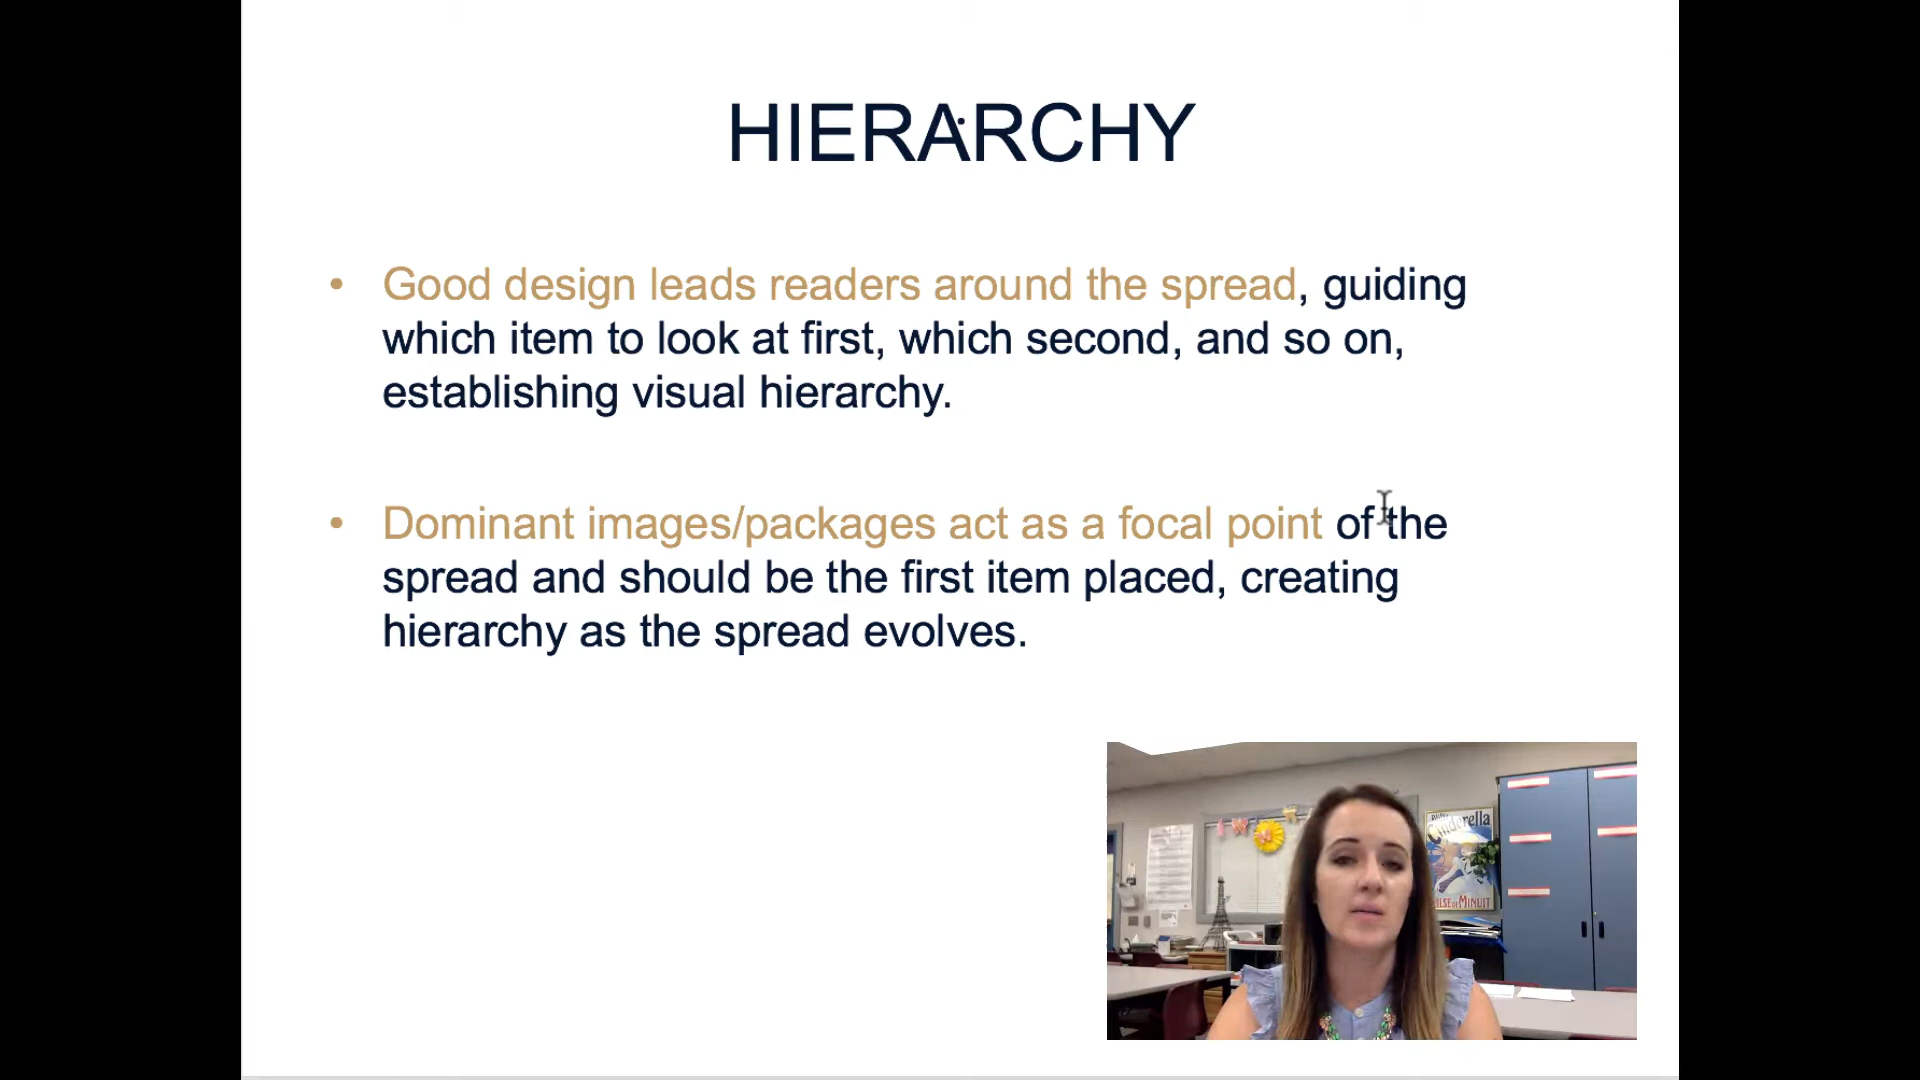 HIERARCHY
• Good design leads readers around the spread, guiding
which item to look at first, which second, and so on,
establishing visual hierarchy.
• Dominant images/packages act as a focal point of the
spread and should be the first item placed, creating
hierarchy as the spread evolves.
Cinderella
MINUIT